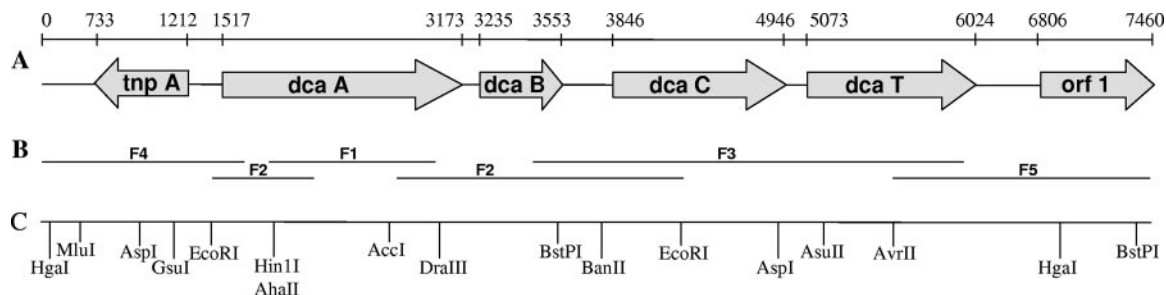 0 733 1212 1517 3173 3235 3553 3846 4946 5073 6024 6806 7460
A
tnp A dca A dca B dca C dca T orf 1
B
F4 F1 F3
F2 F2 F5
C
MluI AspI EcoRI AccI BstPI EcoRI AsuII AvrII BstPI
HgaI GsuI Hin1I DraIII BanII AspI HgaI
AhaII